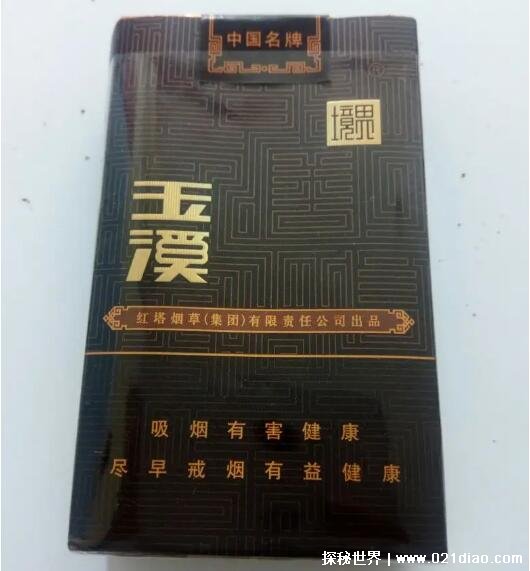 中国名牌
境界
玉溪
红塔烟草(集团)有限责任公司出品
吸烟有害健康
尽早戒烟有益健康
探秘世界 | www.021diao.com